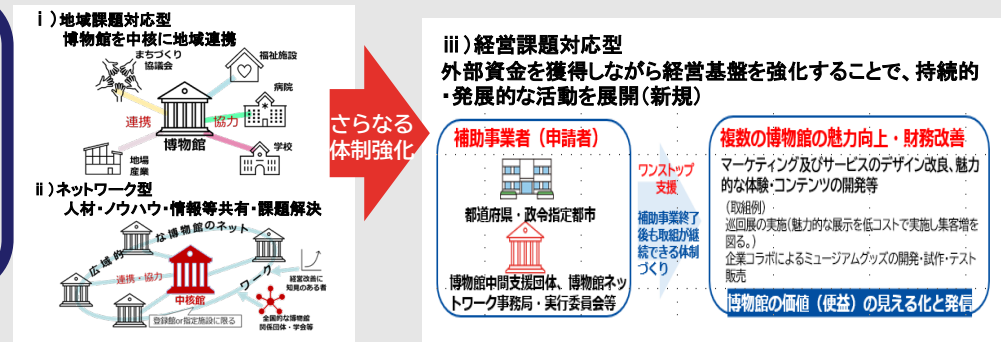 ⅰ)地域課題対応型
博物館を中核に地域連携
まちづくり
協議会
福祉施設
病院
連携
協力
博物館
地場
産業
学校
ⅱ)ネットワーク型
人材・ノウハウ・情報等共有・課題解決
広域的な博物館のネットワーク
連携・協力
中核館
登録館or指定施設に限る
経営改善に
知見のある者
全国的な博物館
関係団体・学会等
さらなる
体制強化
ⅲ)経営課題対応型
外部資金を獲得しながら経営基盤を強化することで、持続的
・発展的な活動を展開(新規)
補助事業者（申請者）
都道府県・政令指定都市
博物館中間支援団体、博物館ネッ
トワーク事務局・実行委員会等
ワンストップ
支援
補助事業終了
後も取組が継
続できる体制
づくり
複数の博物館の魅力向上・財務改善
マーケティング及びサービスのデザイン改良、魅力
的な体験・コンテンツの開発等
(取組例)
巡回展の実施(魅力的な展示を低コストで実施し集客増を
図る。)
企業コラボによるミュージアムグッズの開発・試作・テスト
販売
博物館の価値（便益）の見える化と発信